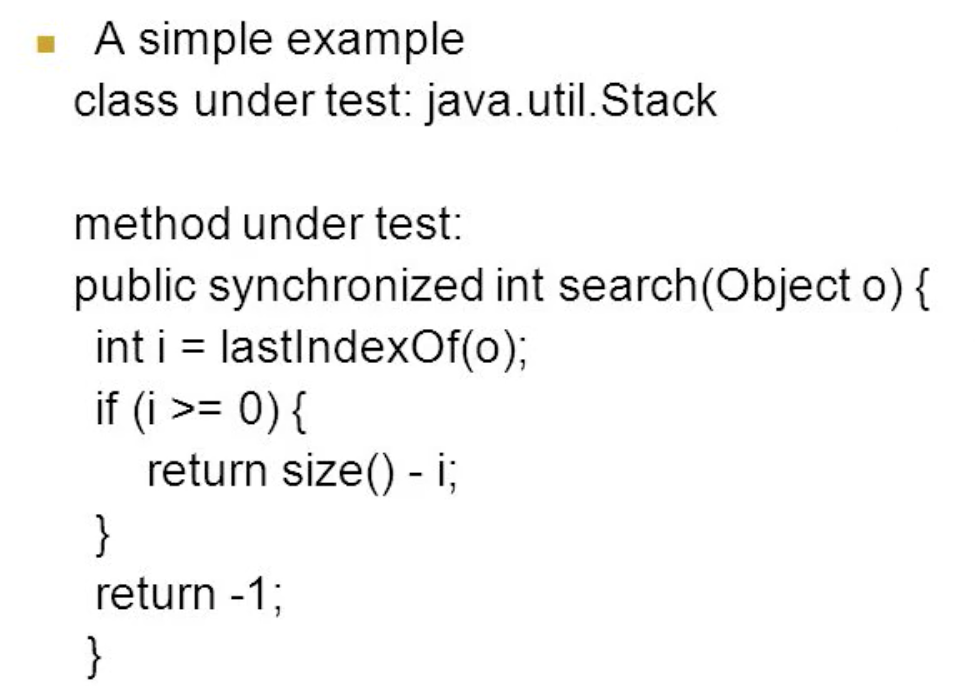 A simple example
class under test: java.util.Stack
method under test:
public synchronized int search(Object o) {
int i = lastIndexOf(o);
if (i >= 0) {
return size() - i;
}
return -1;
}